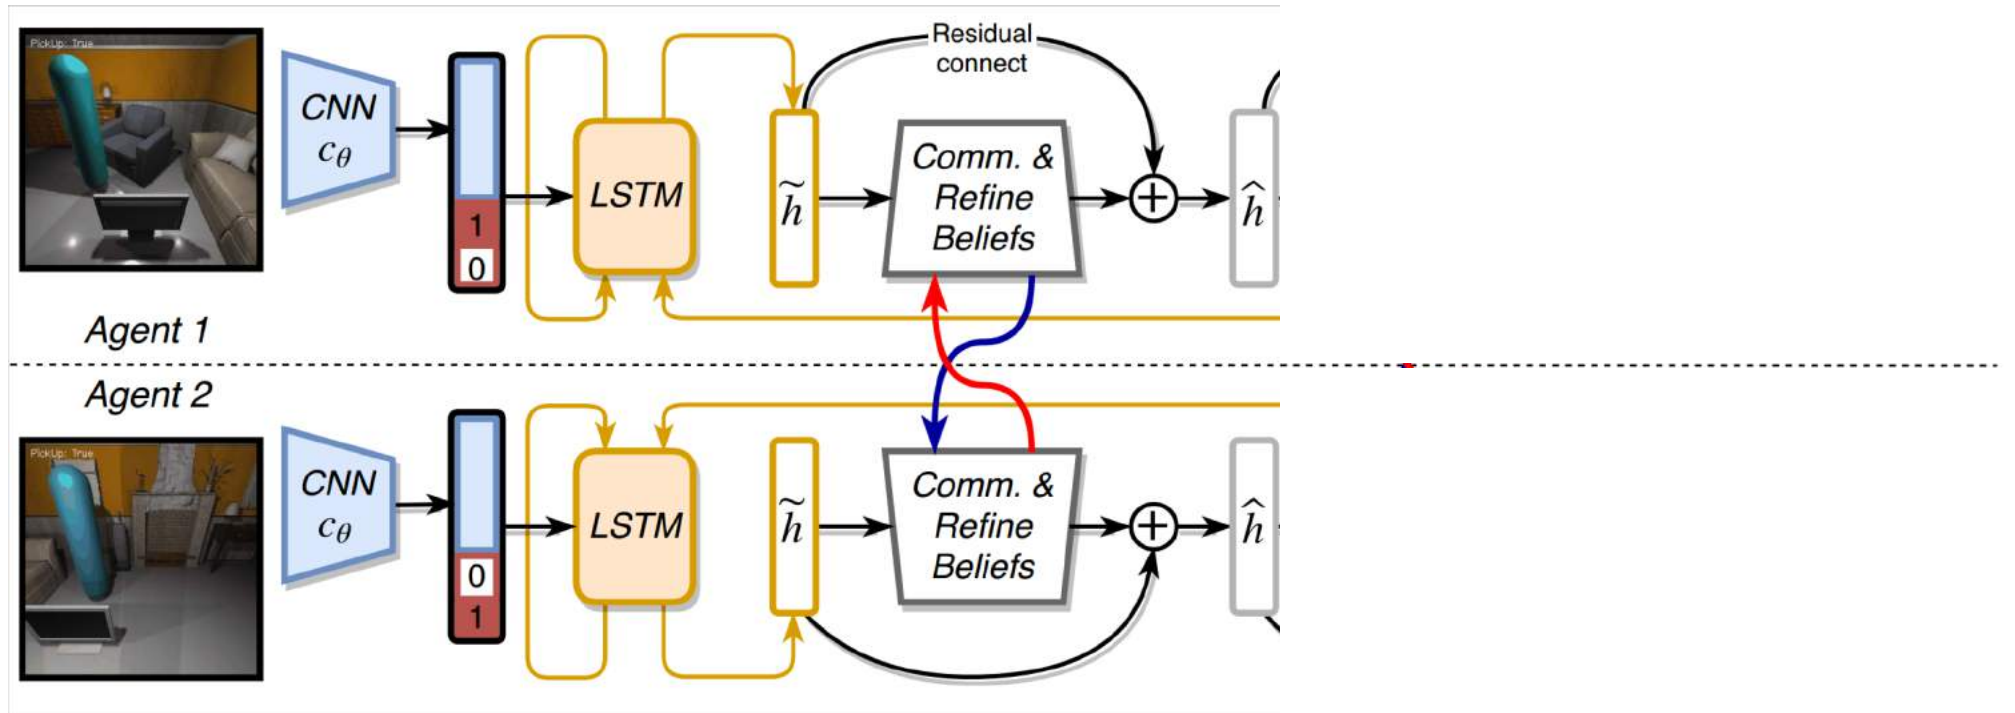 PickUp: True
CNN
cθ
1
0
LSTM
h̃
Residual
connect
Comm. &
Refine
Beliefs
+
ĥ
Agent 1
Agent 2
PickUp: True
CNN
cθ
0
1
LSTM
h̃
Comm. &
Refine
Beliefs
+
ĥ